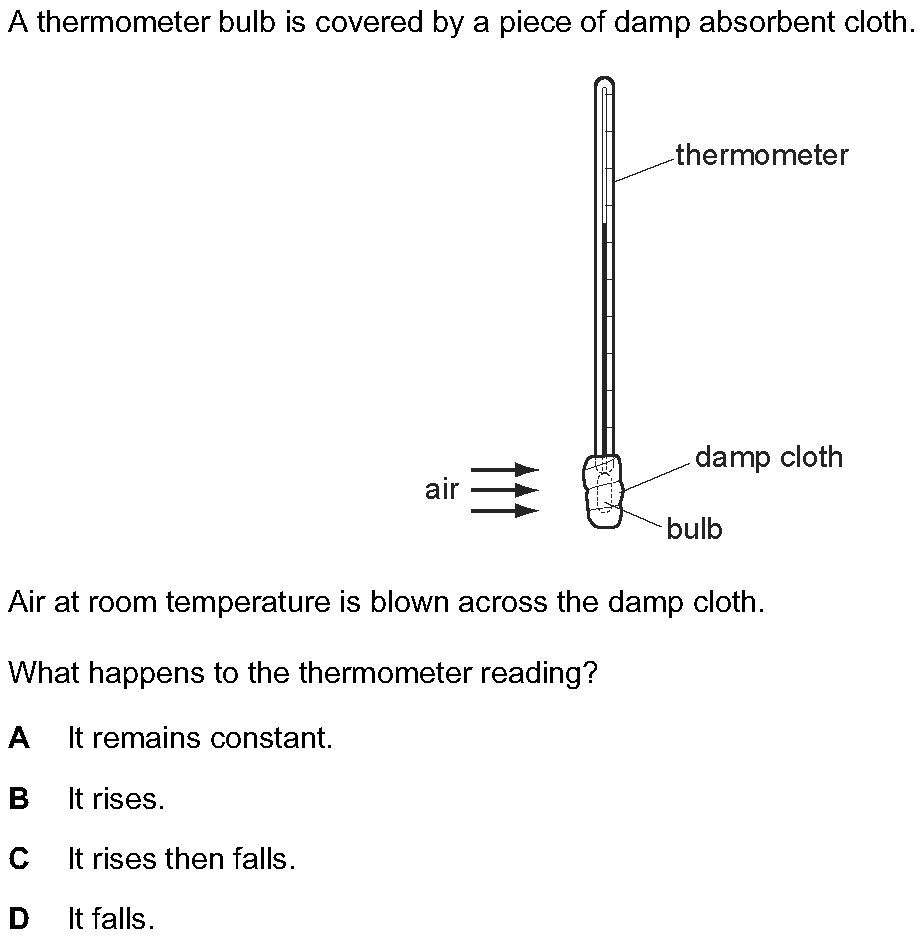 A thermometer bulb is covered by a piece of damp absorbent cloth.
thermometer
damp cloth
air
bulb
Air at room temperature is blown across the damp cloth.
What happens to the thermometer reading?
A It remains constant.
B It rises.
C It rises then falls.
D It falls.